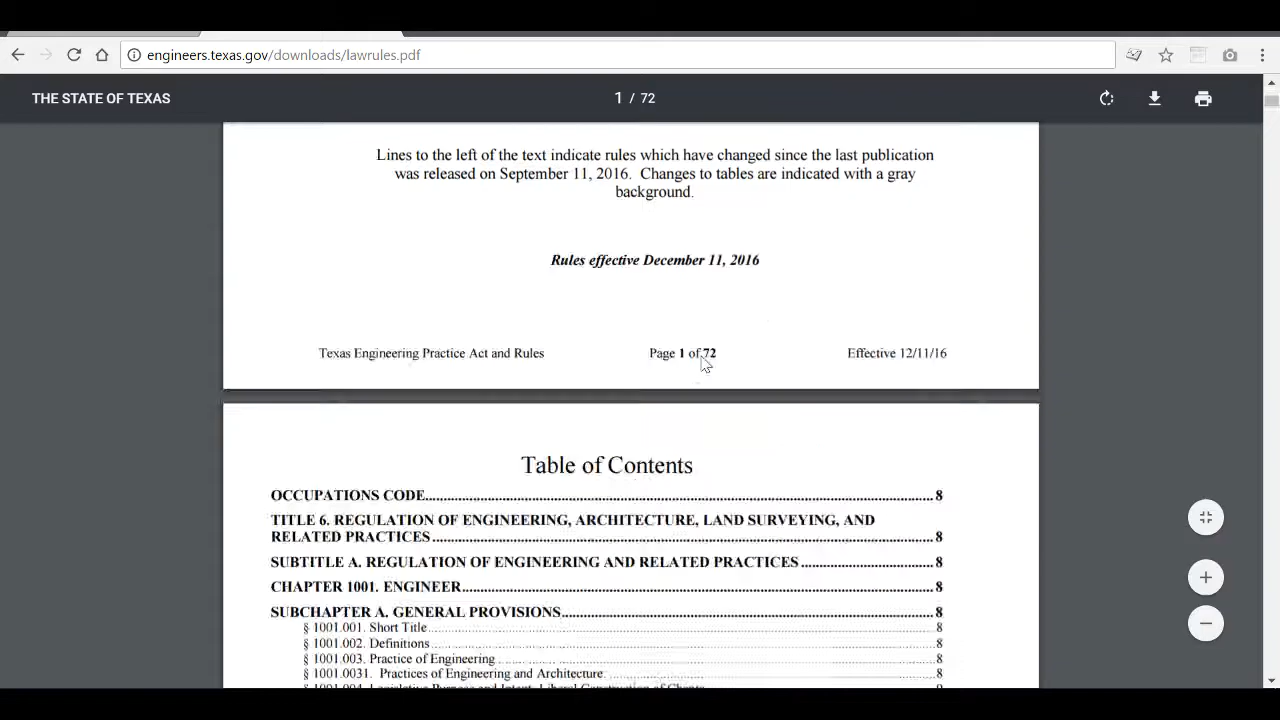 engineers.texas.gov/downloads/lawrules.pdf
THE STATE OF TEXAS
1 / 72
Lines to the left of the text indicate rules which have changed since the last publication
was released on September 11, 2016.  Changes to tables are indicated with a gray
background.
Rules effective December 11, 2016
Texas Engineering Practice Act and Rules Page 1 of 72 Effective 12/11/16
Table of Contents
OCCUPATIONS CODE 8
TITLE 6. REGULATION OF ENGINEERING, ARCHITECTURE, LAND SURVEYING, AND
RELATED PRACTICES 8
SUBTITLE A. REGULATION OF ENGINEERING AND RELATED PRACTICES 8
CHAPTER 1001. ENGINEER 8
SUBCHAPTER A. GENERAL PROVISIONS 8
§ 1001.001. Short Title 8
§ 1001.002. Definitions 8
§ 1001.003. Practice of Engineering 8
§ 1001.0031. Practices of Engineering and Architecture 8